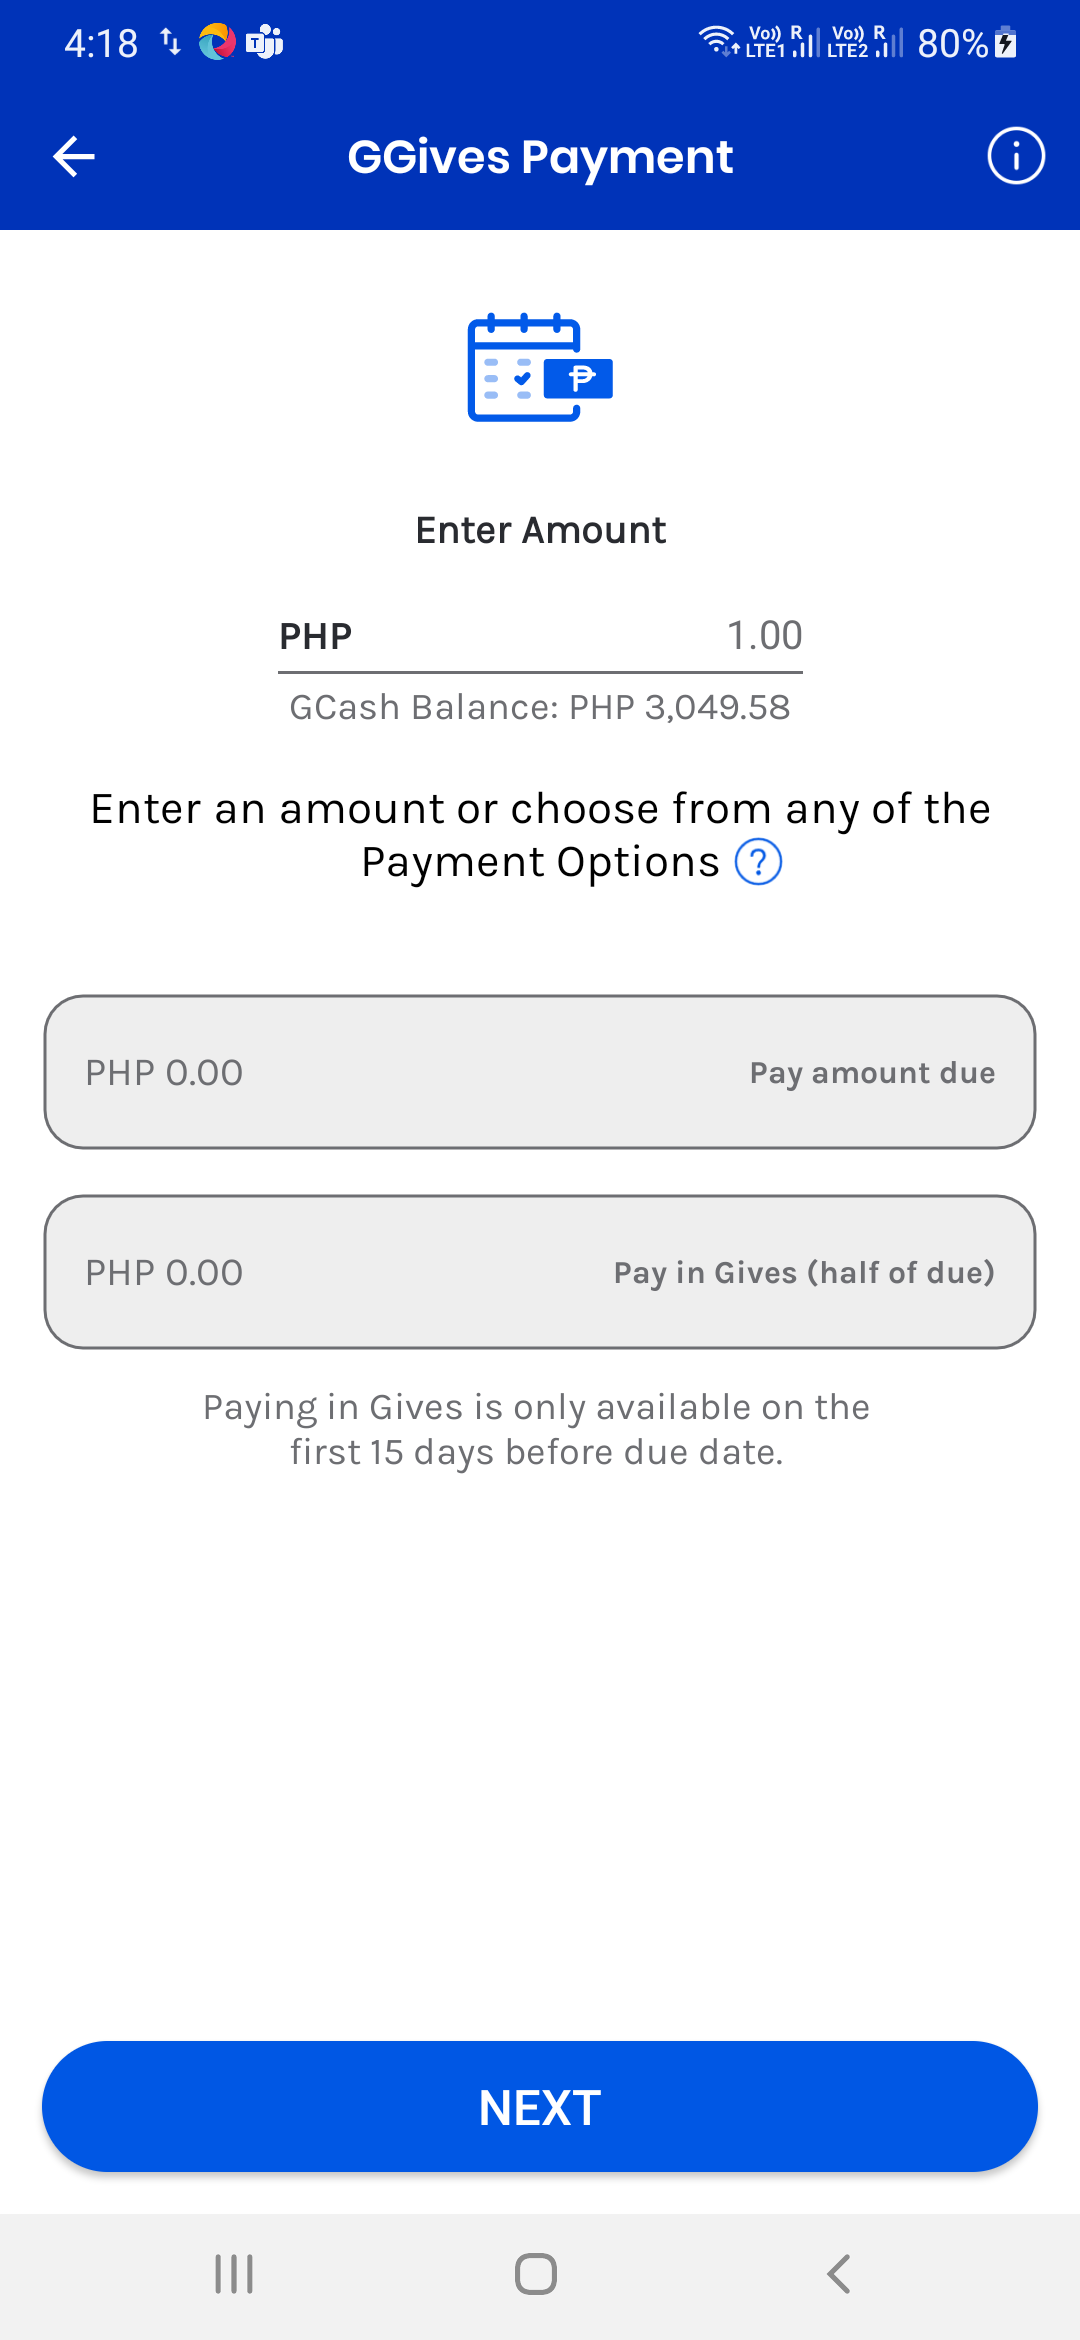 4:18
Vo)) R
LTE1
Vo)) R
LTE2
80%
GGives Payment
₱
Enter Amount
PHP 1.00
GCash Balance: PHP 3,049.58
Enter an amount or choose from any of the
Payment Options ?
PHP 0.00 Pay amount due
PHP 0.00 Pay in Gives (half of due)
Paying in Gives is only available on the
first 15 days before due date.
NEXT